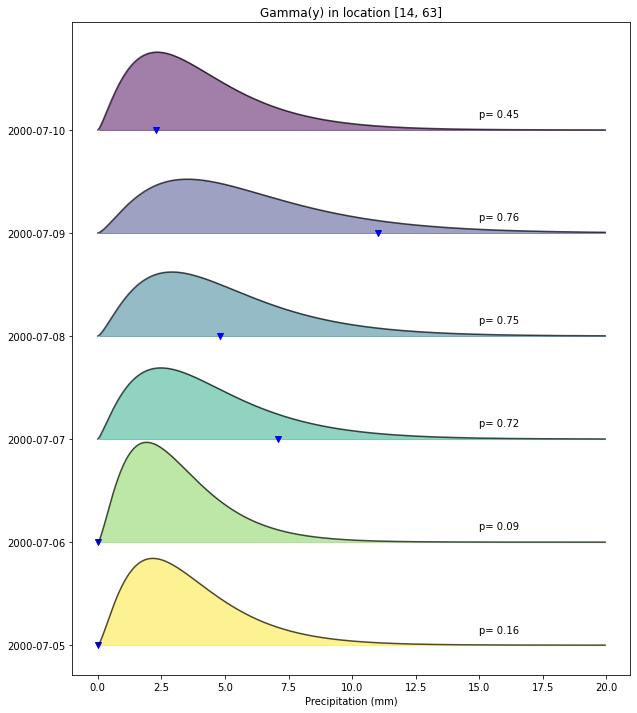 Gamma(y) in location [14, 63]
p= 0.45
2000-07-10
p= 0.76
2000-07-09
p= 0.75
2000-07-08
p= 0.72
2000-07-07
p= 0.09
2000-07-06
p= 0.16
2000-07-05
0.0 2.5 5.0 7.5 10.0 12.5 15.0 17.5 20.0
Precipitation (mm)